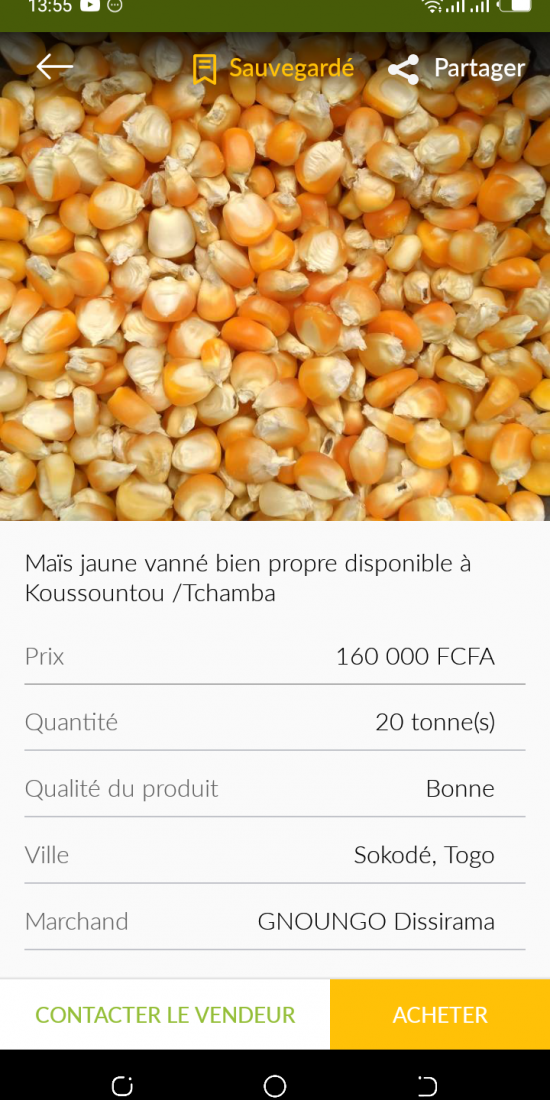 13:55
Sauvegardé
Partager
Maïs jaune vanné bien propre disponible à
Koussountou /Tchamba
Prix
160 000 FCFA
Quantité
20 tonne(s)
Qualité du produit
Bonne
Ville
Sokodé, Togo
Marchand
GNOUNGO Dissirama
CONTACTER LE VENDEUR
ACHETER